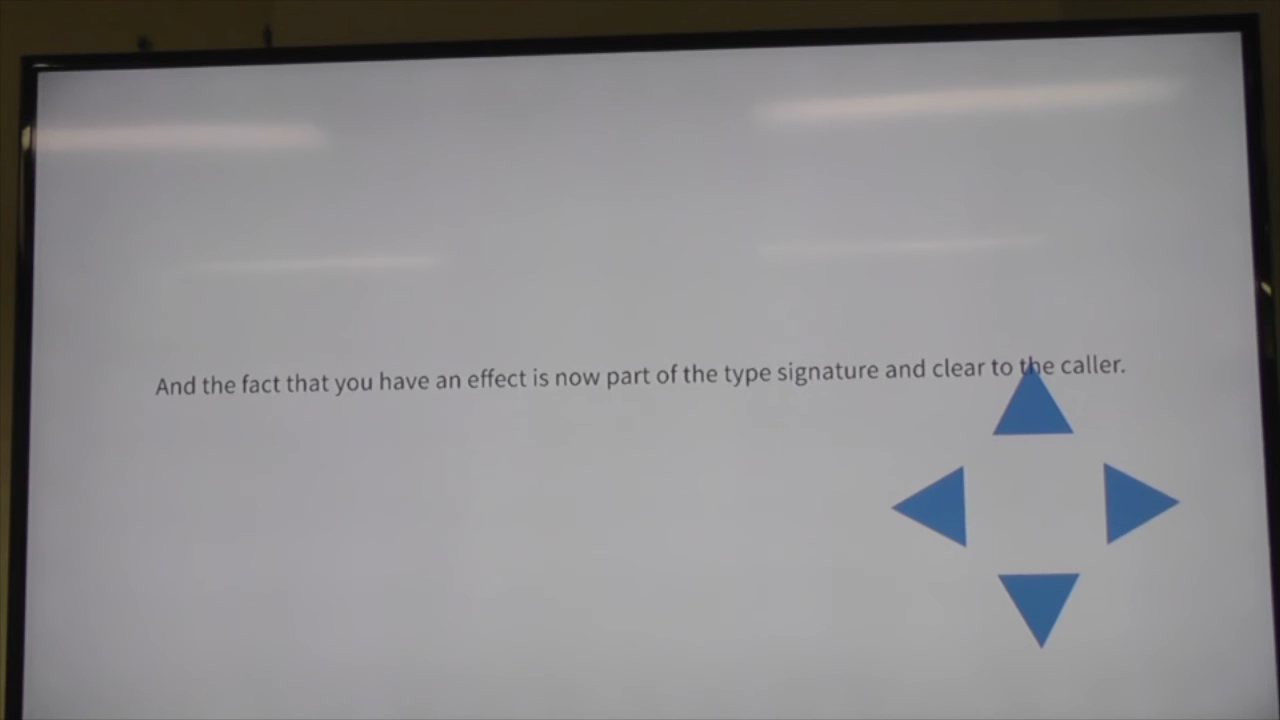 And the fact that you have an effect is now part of the type signature and clear to the caller.